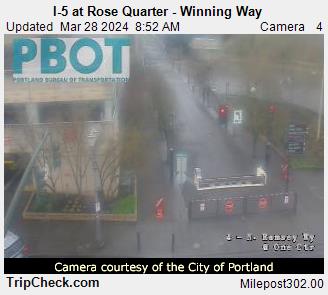 I-5 at Rose Quarter - Winning Way
Updated Mar 28 2024 8:52 AM Camera 4
PBOT
PORTLAND BUREAU OF TRANSPORTATION
Camera courtesy of the City of Portland
TripCheck.com Milepost302.00